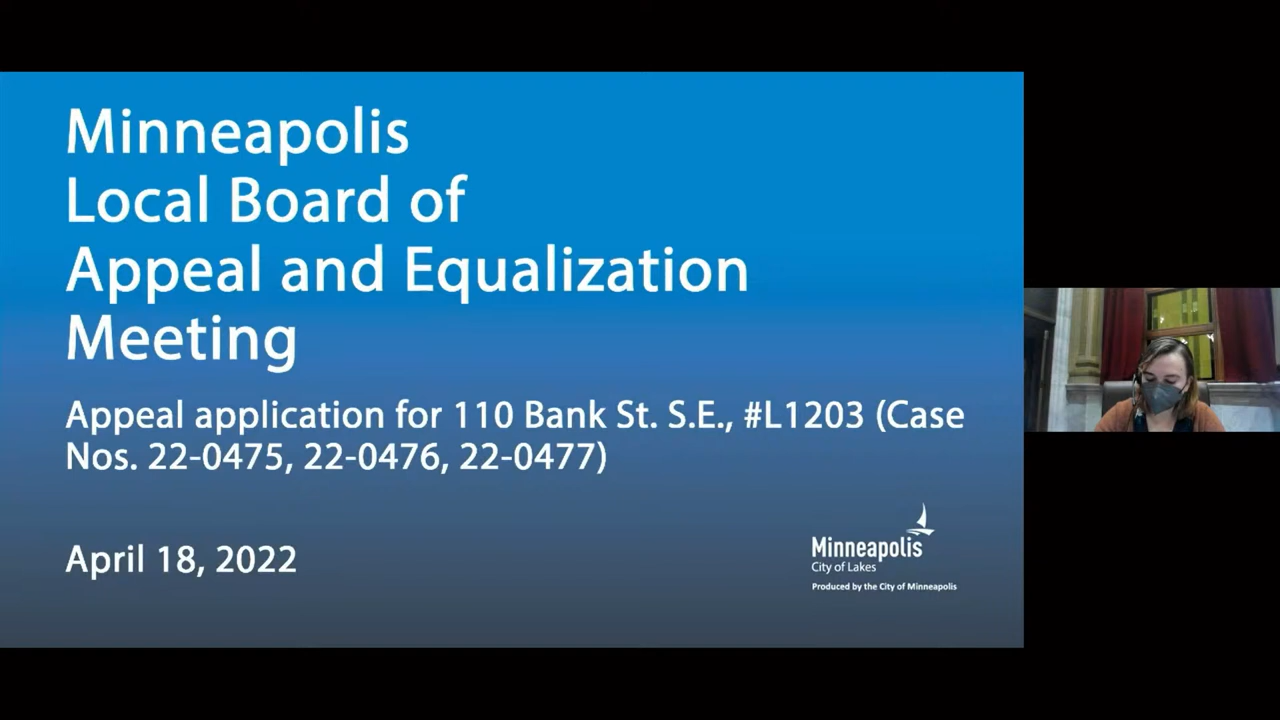 Minneapolis
Local Board of
Appeal and Equalization
Meeting
Appeal application for 110 Bank St. S.E., #L1203 (Case
Nos. 22-0475, 22-0476, 22-0477)
April 18, 2022
Minneapolis
City of Lakes
Produced by the City of Minneapolis